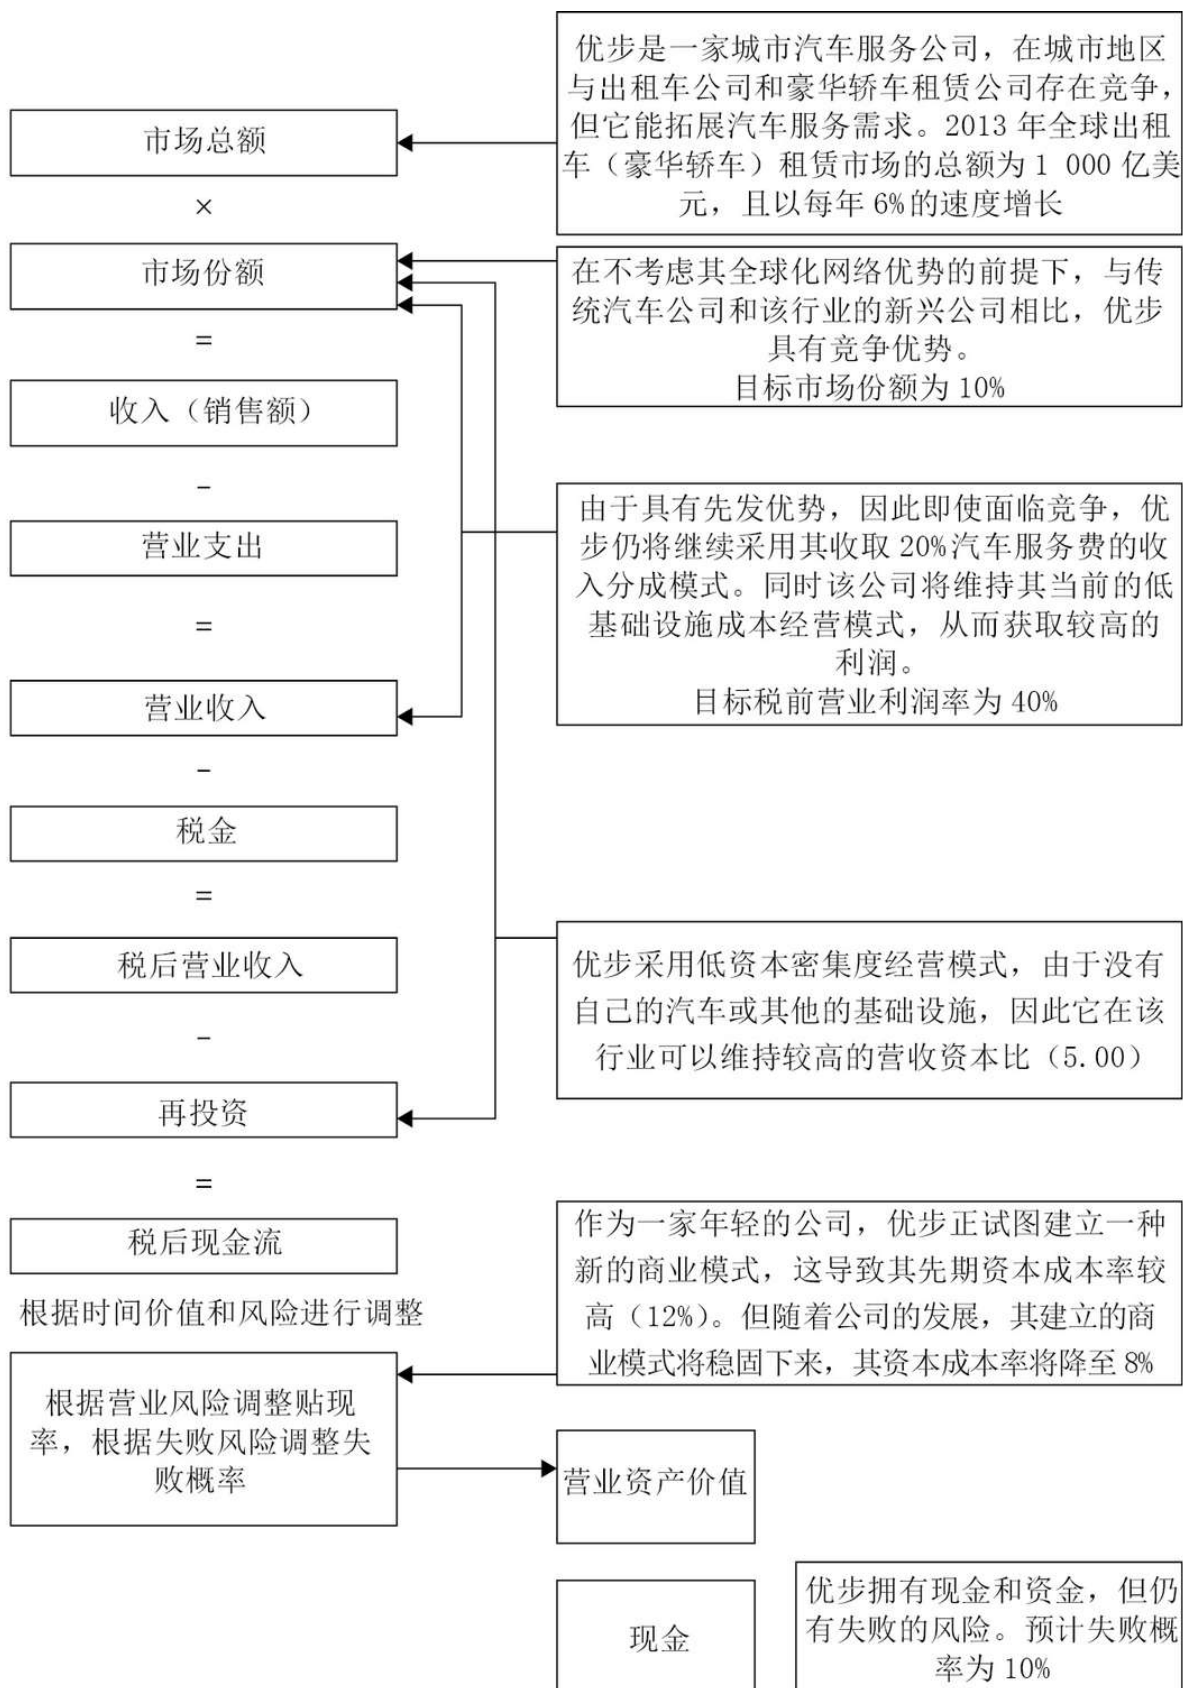 优步是一家城市汽车服务公司，在城市地区
与出租车公司和豪华轿车租赁公司存在竞争，
但它能拓展汽车服务需求。2013 年全球出租
车（豪华轿车）租赁市场的总额为 1 000 亿美
元，且以每年 6%的速度增长
市场总额
×
市场份额
在不考虑其全球化网络优势的前提下，与传
统汽车公司和该行业的新兴公司相比，优步
具有竞争优势。
目标市场份额为 10%
=
收入（销售额）
-
营业支出
由于具有先发优势，因此即使面临竞争，优
步仍将继续采用其收取 20%汽车服务费的收
入分成模式。同时该公司将维持其当前的低
基础设施成本经营模式，从而获取较高的
利润。
目标税前营业利润率为 40%
=
营业收入
-
税金
=
税后营业收入
优步采用低资本密集度经营模式，由于没有
自己的汽车或其他的基础设施，因此它在该
行业可以维持较高的营收资本比（5.00）
-
再投资
=
税后现金流
根据时间价值和风险进行调整
作为一家年轻的公司，优步正试图建立一种
新的商业模式，这导致其先期资本成本率较
高（12%）。但随着公司的发展，其建立的商
业模式将稳固下来，其资本成本率将降至 8%
根据营业风险调整贴现
率，根据失败风险调整失
败概率
营业资产价值
现金
优步拥有现金和资金，但仍
有失败的风险。预计失败概
率为 10%